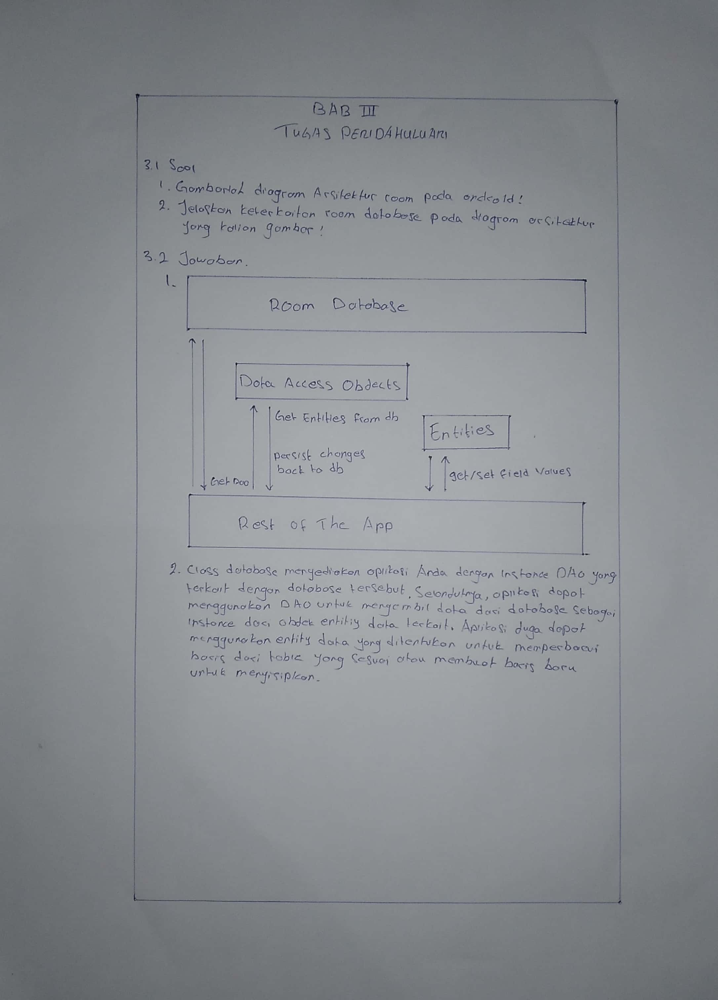 BAB III
TUGAS PENDAHULUAN
3.1 Soal
1. Gambarlah diagram Arsitektur room pada android!
2. Jelaskan keterkaitan room database pada diagram arsitektur
yang kalian gambar!
3.2 Jawaban.
1.
Room Database
Data Access Objects
Get Entities from db
Entities
persist changes
back to db
get/set field values
Get DAO
Rest of The App
2. Class database menyediakan aplikasi Anda dengan instance DAO yang
terkait dengan database tersebut. Selanjutnya, aplikasi dapat
menggunakan DAO untuk mengambil data dari database sebagai
instance dari objek entitiy data terkait. Aplikasi juga dapat
menggunakan entity data yang ditentukan untuk memperbarui
baris dari table yang sesuai atau membuat baris baru
untuk menyisipkan.